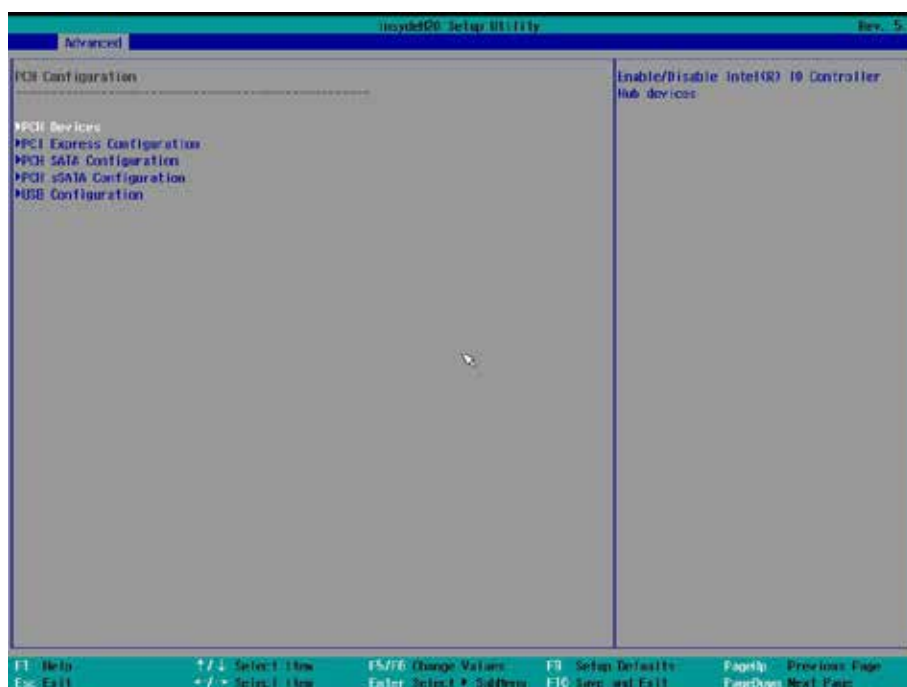 InsydeH20 Setup Utility Rev. 5.
Advanced
PCH Configuration
Enable/Disable Intel(R) IO Controller
Hub devices
PCH Devices
PCI Express Configuration
PCH SATA Configuration
PCH sSATA Configuration
USB Configuration
F1 Help ↑/↓ Select Item F5/F6 Change Values F9 Setup Defaults PageUp Previous Page
Esc Exit Select Item Enter Select ▶ SubMenu F10 Save and Exit PageDown Next Page